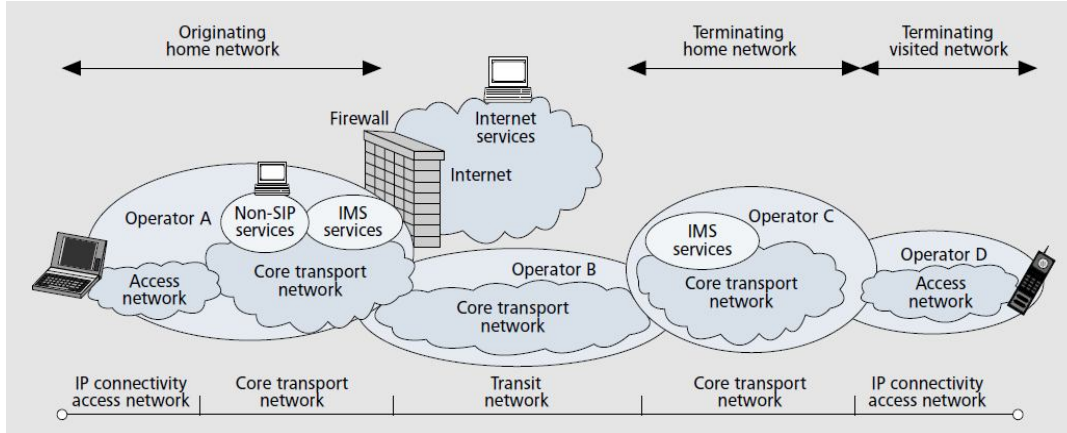 Originating
home network
Terminating
home network
Terminating
visited network
Firewall
Internet
services
Internet
Operator A
Non-SIP
services
IMS
services
Access
network
Core transport
network
Operator B
Core transport
network
IMS
services
Operator C
Core transport
network
Operator D
Access
network
IP connectivity
access network
Core transport
network
Transit
network
Core transport
network
IP connectivity
access network